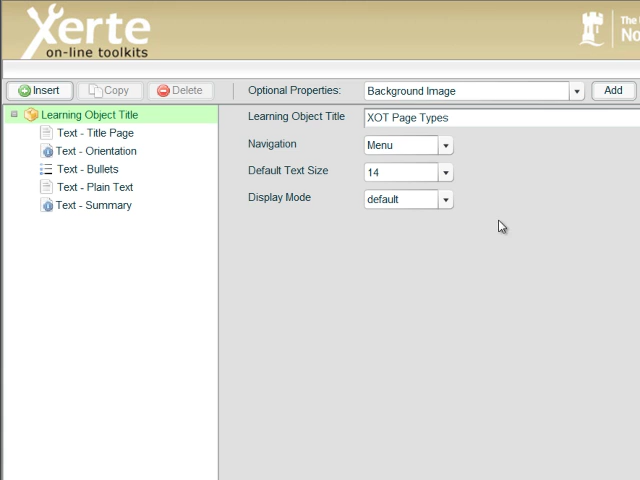 Xerte
on-line toolkits
The
No
Insert
Copy
Delete
Optional Properties:
Background Image
Add
Learning Object Title
Text - Title Page
Text - Orientation
Text - Bullets
Text - Plain Text
Text - Summary
Learning Object Title
XOT Page Types
Navigation
Menu
Default Text Size
14
Display Mode
default